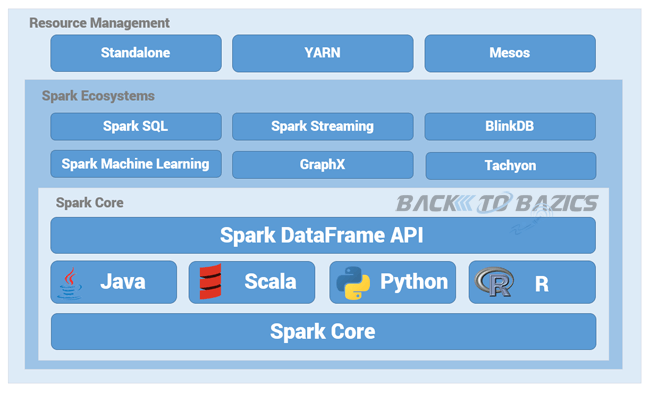 Resource Management
Standalone YARN Mesos
Spark Ecosystems
Spark SQL Spark Streaming BlinkDB
Spark Machine Learning GraphX Tachyon
Spark Core
BACK TO BAZICS
Spark DataFrame API
Java Scala Python R R
Spark Core